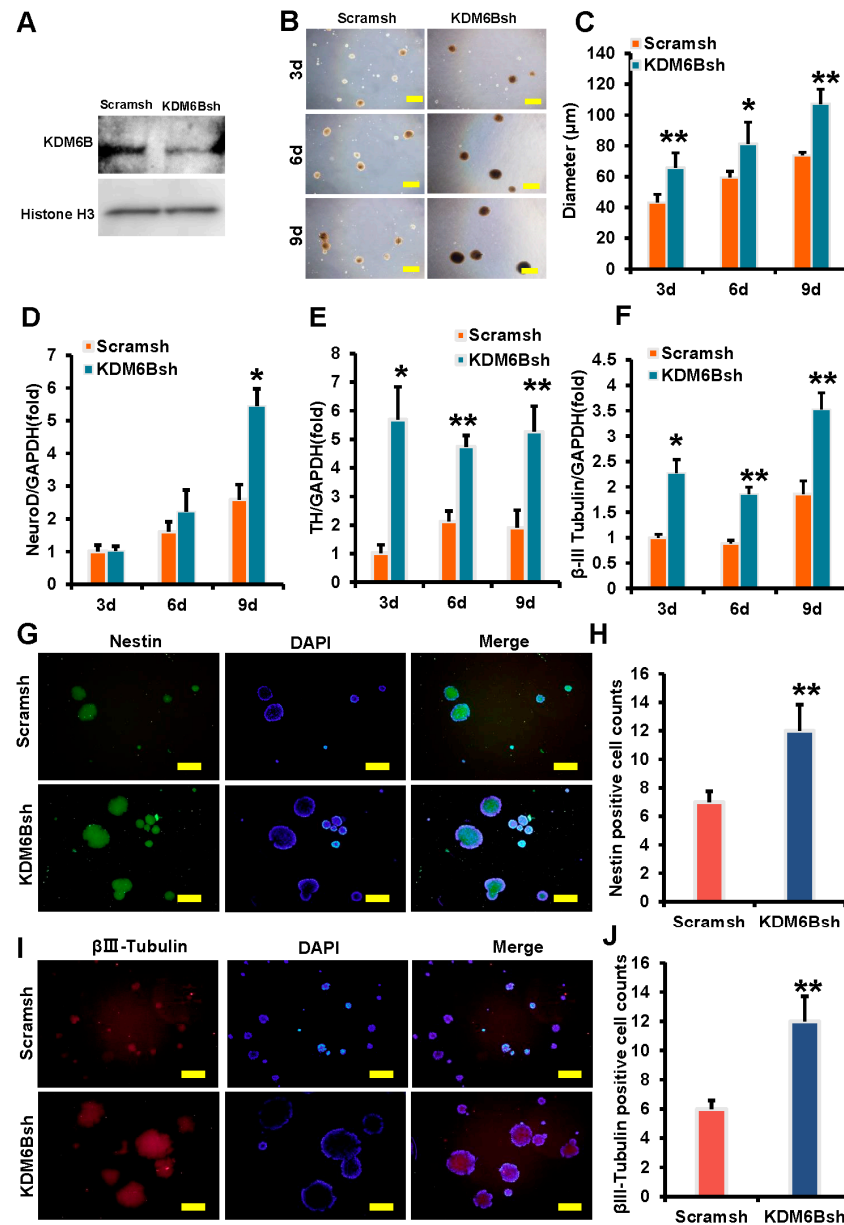 A
Scramsh KDM6Bsh
KDM6B
Histone H3
B
Scramsh KDM6Bsh
3d
6d
9d
C
Scramsh
KDM6Bsh
Diameter (μm)
140
120
100
80
60
40
20
0
** * **
3d 6d 9d
D
Scramsh
KDM6Bsh
NeuroD/GAPDH(fold)
7
6
5
4
3
2
1
0
*
3d 6d 9d
E
Scramsh
KDM6Bsh
TH/GAPDH(fold)
8
7
6
5
4
3
2
1
0
* ** **
3d 6d 9d
F
Scramsh
KDM6Bsh
β-III Tubulin/GAPDH(fold)
4.5
4
3.5
3
2.5
2
1.5
1
0.5
0
* ** **
3d 6d 9d
G
Nestin DAPI Merge
Scramsh
KDM6Bsh
H
Nestin positive cell counts
16
14
12
10
8
6
4
2
0
**
Scramsh KDM6Bsh
I
βⅢ-Tubulin DAPI Merge
Scramsh
KDM6Bsh
J
βIII-Tubulin positive cell counts
16
14
12
10
8
6
4
2
0
**
Scramsh KDM6Bsh